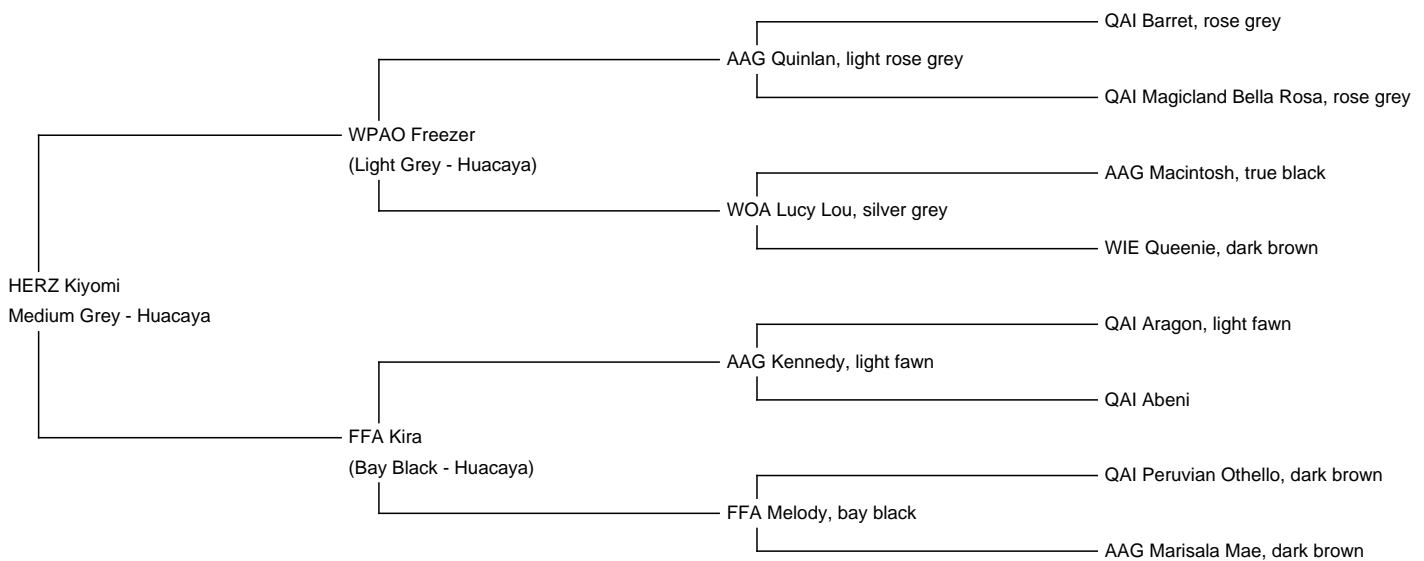 QAI Barret, rose grey
AAG Quinlan, light rose grey
QAI Magicland Bella Rosa, rose grey
WPAO Freezer
(Light Grey - Huacaya)
AAG Macintosh, true black
WOA Lucy Lou, silver grey
WIE Queenie, dark brown
HERZ Kiyomi
Medium Grey - Huacaya
QAI Aragon, light fawn
AAG Kennedy, light fawn
QAI Abeni
FFA Kira
(Bay Black - Huacaya)
QAI Peruvian Othello, dark brown
FFA Melody, bay black
AAG Marisala Mae, dark brown